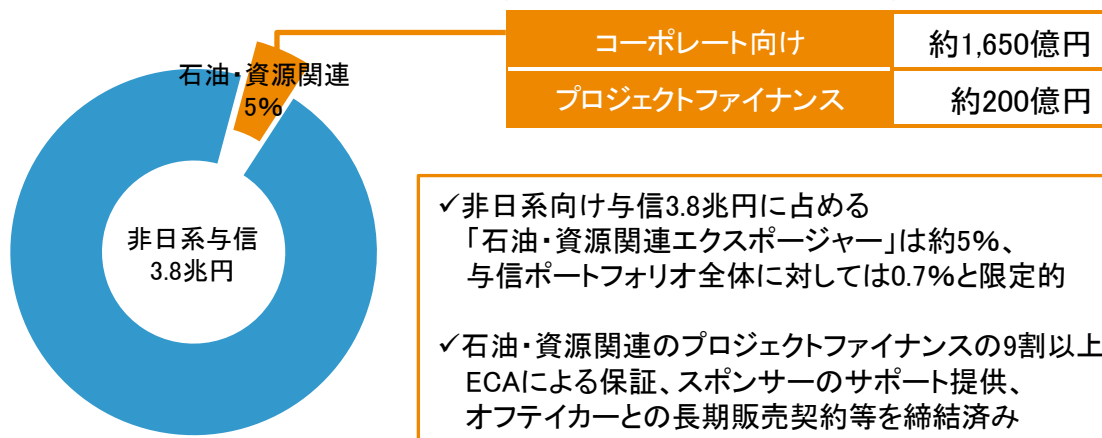 石油・資源関連
5%
非日系与信
3.8兆円
コーポレート向け 約1,650億円
プロジェクトファイナンス 約200億円
✓非日系向け与信3.8兆円に占める
「石油・資源関連エクスポージャー」は約5%、
与信ポートフォリオ全体に対しては0.7%と限定的
✓石油・資源関連のプロジェクトファイナンスの9割以上
ECAによる保証、スポンサーのサポート提供、
オフテイカーとの長期販売契約等を締結済み